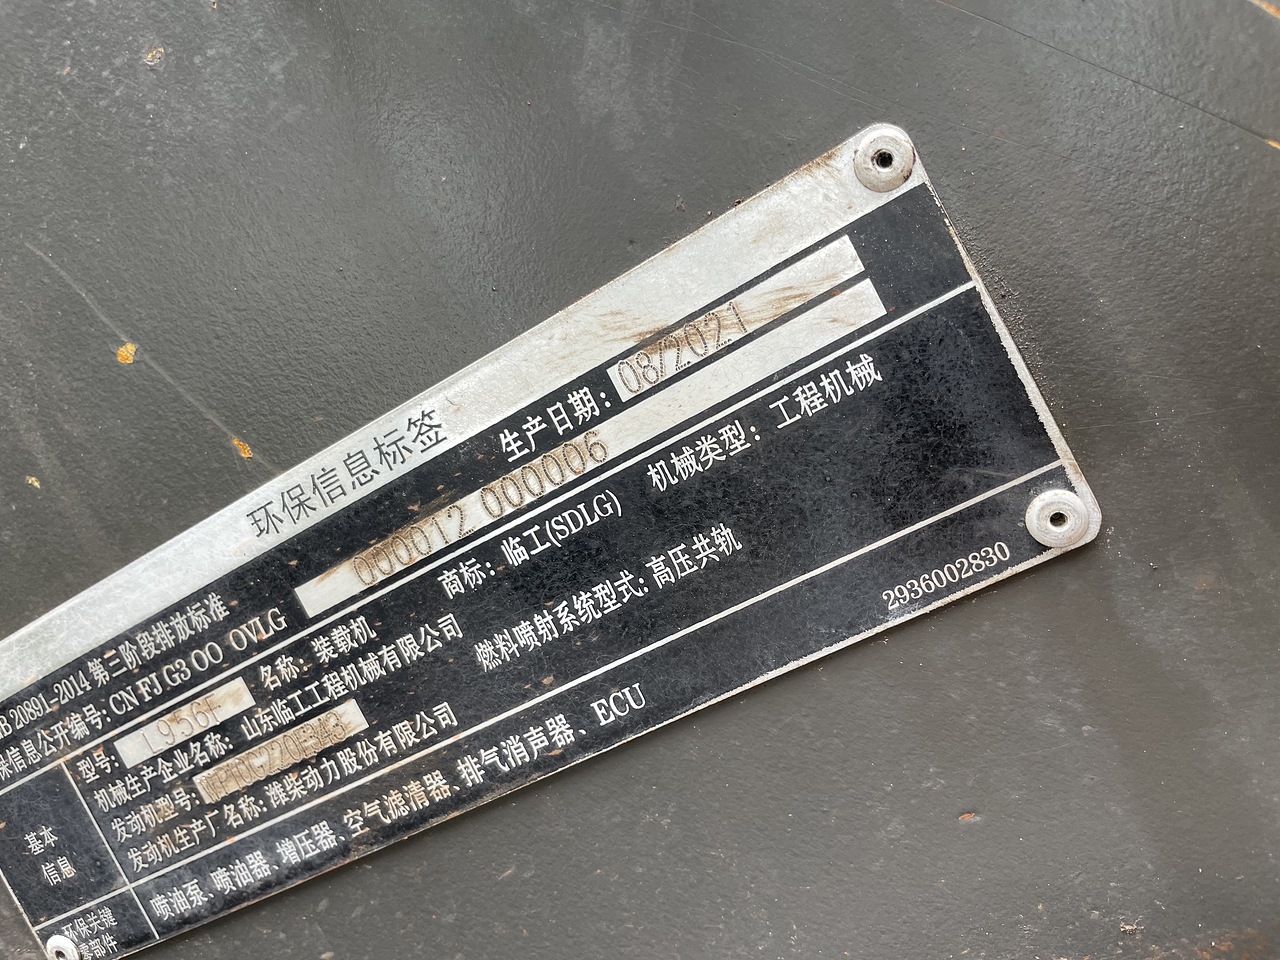 环保信息标签
B 20891-2014 第三阶段排放标准 生产日期: 08/2021
保信息公开编号: CN FJ G3 00 0VLG 000012 000006
基本信息
型号: L956F 名称: 装载机 商标: 临工(SDLG) 机械类型: 工程机械
机械生产企业名称: 山东临工工程机械有限公司
发动机型号: 燃料喷射系统型式: 高压共轨
发动机生产厂名称: 潍柴动力股份有限公司
环保关键零部件
喷油泵、喷油器、增压器、空气滤清器、排气消声器、ECU
2936002830